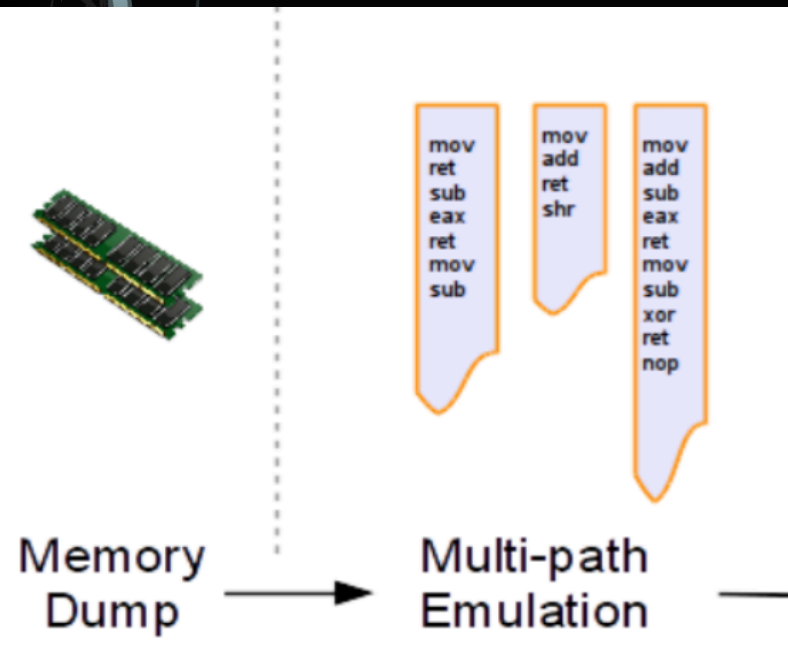 mov
ret
sub
eax
ret
mov
sub
mov
add
ret
shr
mov
add
sub
eax
ret
mov
sub
xor
ret
nop
Memory
Dump
Multi-path
Emulation